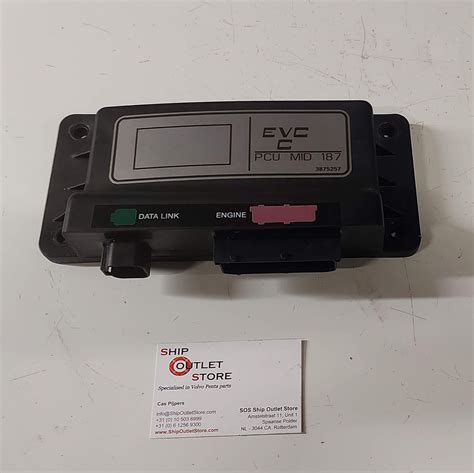 EVC
C
PCU MID 187
3875257
DATA LINK
ENGINE
SHIP
OUTLET
STORE
Specialised in Volvo Penta parts
Cas Pijpers
info@ShipOutletStore.com
+31 (0) 10 503 6999
+31 (0) 6 1256 9300
www.ShipOutletStore.com
SOS Ship Outlet Store
Amstelstraat 11, Unit 1
Spaanse Polder
NL - 3044 CA Rotterdam